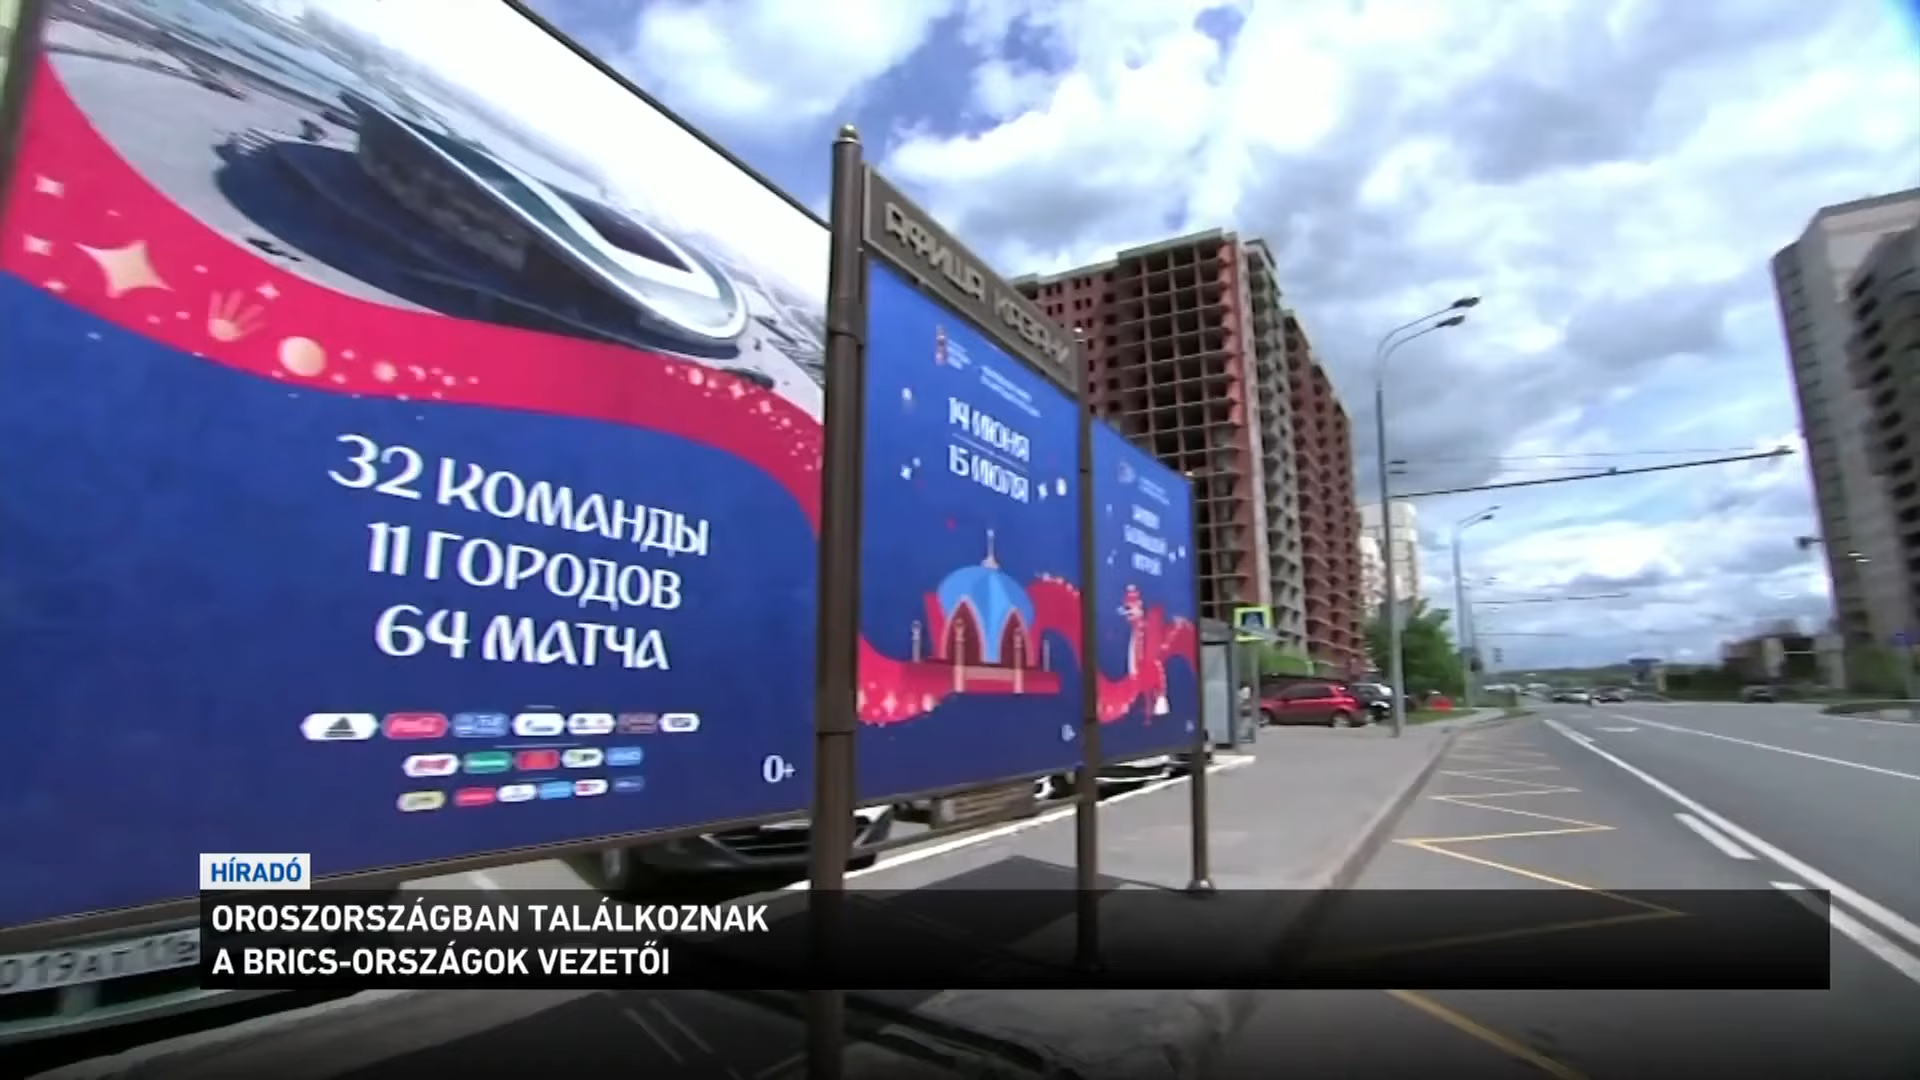 АФИША КАЗАНИ
14 ИЮНЯ
15 ИЮЛЯ
32 КОМАНДЫ
11 ГОРОДОВ
64 МАТЧА
0+
HÍRADÓ
OROSZORSZÁGBAN TALÁLKOZNAK
A BRICS-ORSZÁGOK VEZETŐI